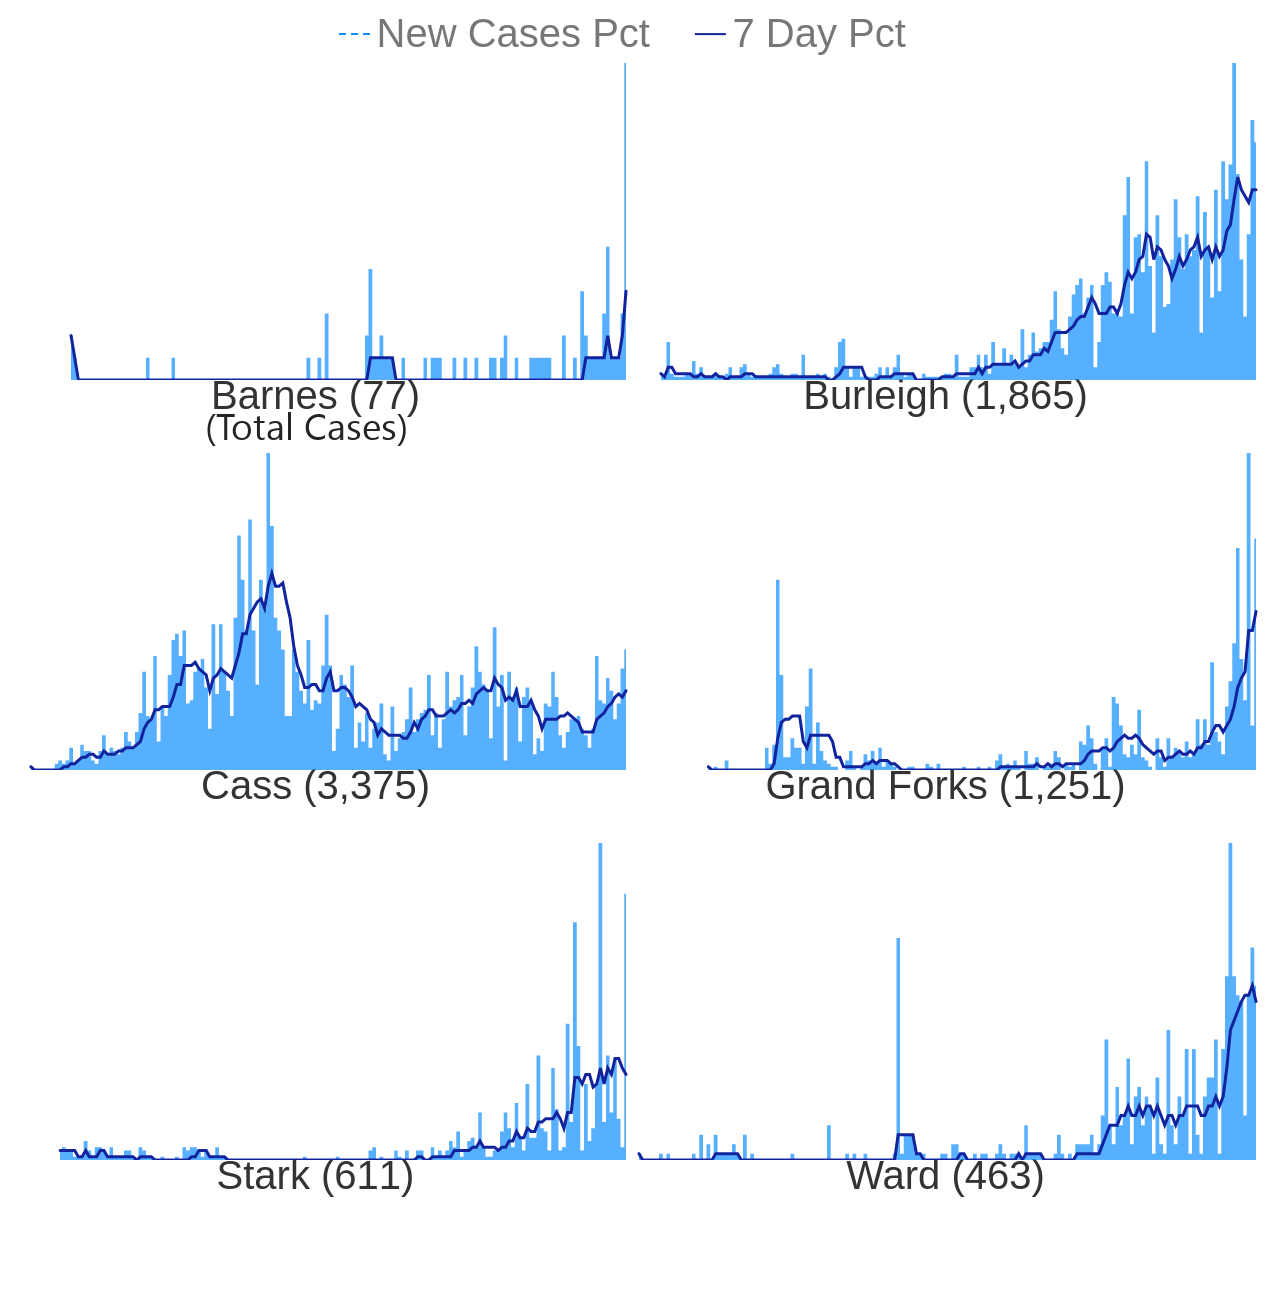 New Cases Pct 7 Day Pct
Barnes (77)
(Total Cases)
Burleigh (1,865)
Cass (3,375)
Grand Forks (1,251)
Stark (611)
Ward (463)